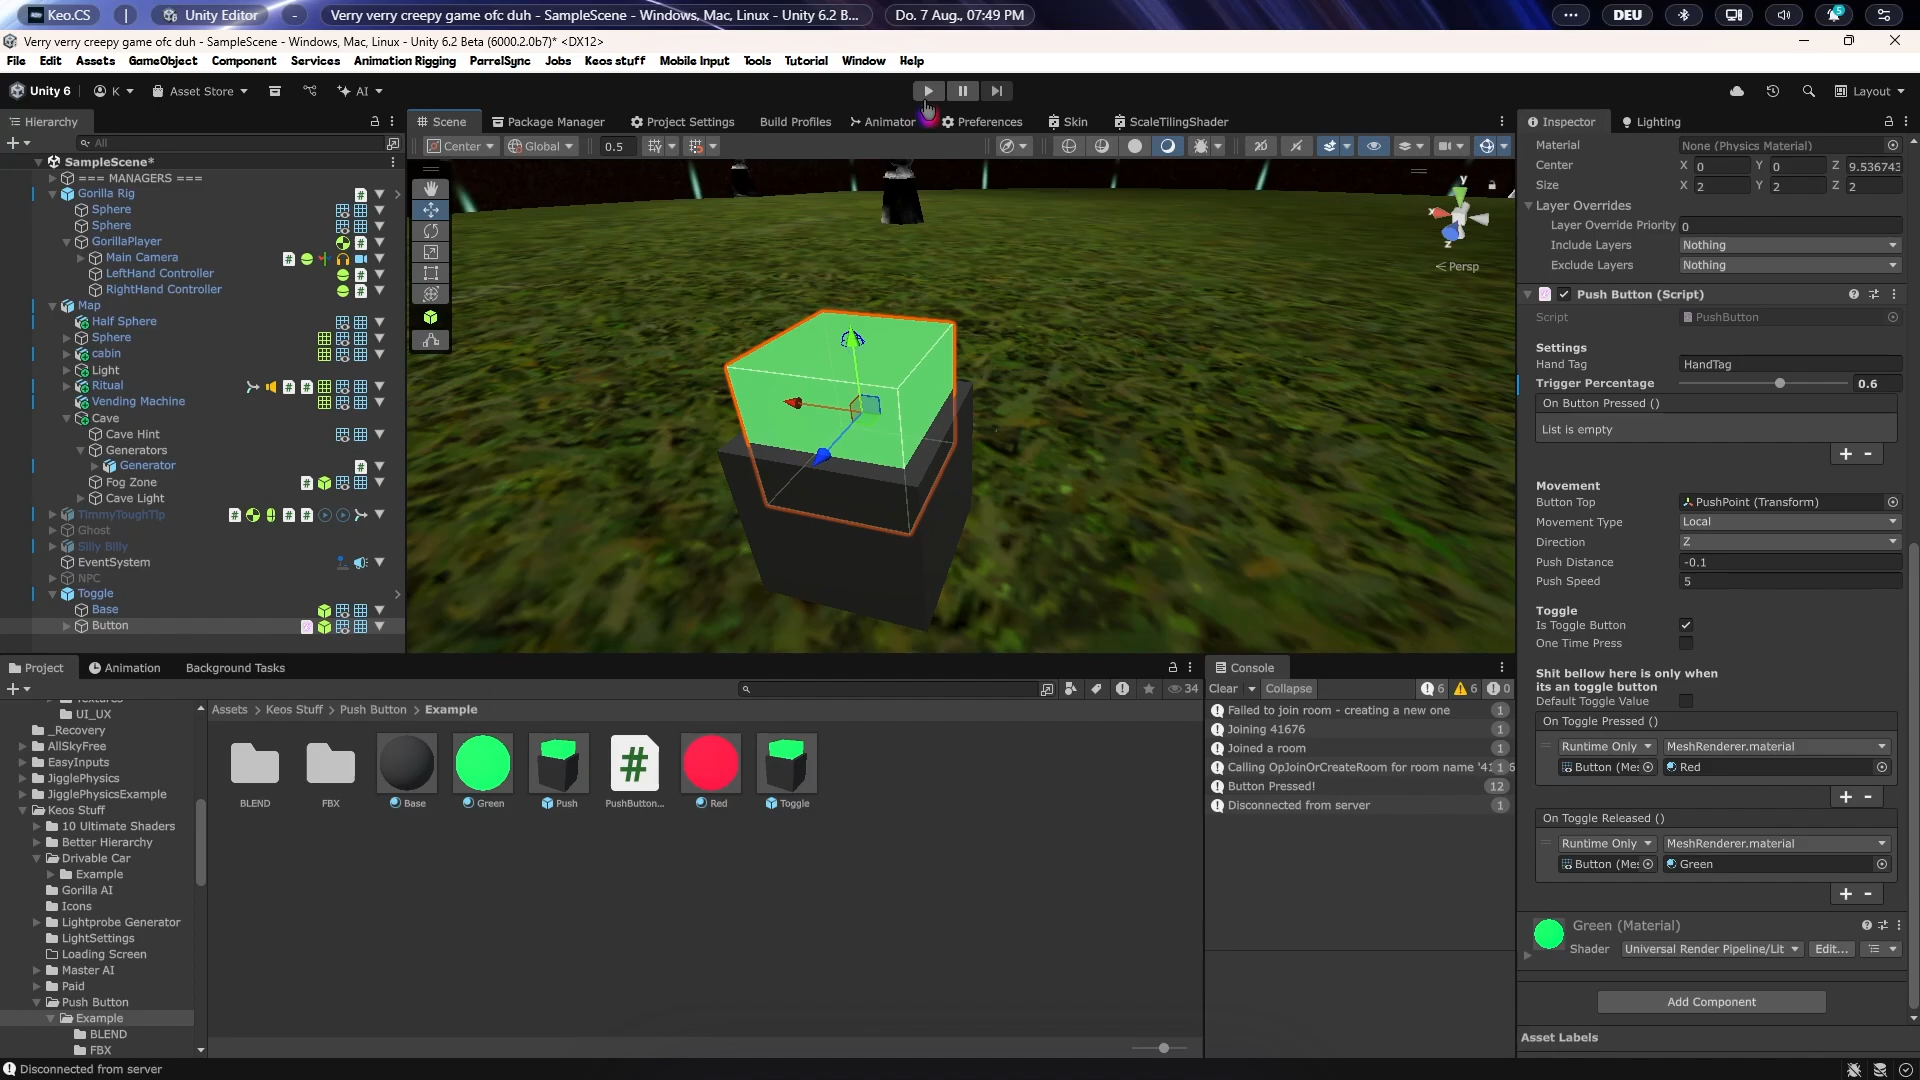 Keo.CS
Unity Editor
-
Verry verry creepy game ofc duh - SampleScene - Windows, Mac, Linux - Unity 6.2 B...
Do. 7 Aug., 07:49 PM
DEU
5
Verry verry creepy game ofc duh - SampleScene - Windows, Mac, Linux - Unity 6.2 Beta (6000.2.0b7)* <DX12>
File Edit Assets GameObject Component Services Animation Rigging ParrelSync Jobs Keos stuff Mobile Input Tools Tutorial Window Help
Unity 6
K
Asset Store
AI
Layout
Hierarchy
All
SampleScene*
=== MANAGERS ===
Gorilla Rig
Sphere
Sphere
GorillaPlayer
Main Camera
LeftHand Controller
RightHand Controller
Map
Half Sphere
Sphere
cabin
Light
Ritual
Vending Machine
Cave
Cave Hint
Generators
Generator
Fog Zone
Cave Light
TimmyToughTip
Ghost
Silly Billy
EventSystem
NPC
Toggle
Base
Button
Scene
Package Manager
Project Settings
Build Profiles
Animator
Preferences
Skin
ScaleTilingShader
Center
Global
0.5
2D
y
x
z
Persp
Inspector
Lighting
Material None (Physics Material)
Center X 0 Y 0 Z 9.536743
Size X 2 Y 2 Z 2
Layer Overrides
Layer Override Priority 0
Include Layers Nothing
Exclude Layers Nothing
Push Button (Script)
Script PushButton
Settings
Hand Tag HandTag
Trigger Percentage 0.6
On Button Pressed ()
List is empty
Movement
Button Top PushPoint (Transform)
Movement Type Local
Direction Z
Push Distance -0.1
Push Speed 5
Toggle
Is Toggle Button
One Time Press
Shit bellow here is only when
its an toggle button
Default Toggle Value
On Toggle Pressed ()
Runtime Only MeshRenderer.material
Button (Mes Red
On Toggle Released ()
Runtime Only MeshRenderer.material
Button (Mes Green
Green (Material)
Shader Universal Render Pipeline/Lit Edit...
Add Component
Asset Labels
Project
Animation
Background Tasks
34
UI_UX
_Recovery
AllSkyFree
EasyInputs
JigglePhysics
JigglePhysicsExample
Keos Stuff
10 Ultimate Shaders
Better Hierarchy
Drivable Car
Example
Gorilla AI
Icons
Lightprobe Generator
LightSettings
Loading Screen
Master AI
Paid
Push Button
Example
BLEND
FBX
Assets > Keos Stuff > Push Button > Example
BLEND
FBX
Base
Green
Push
PushButton...
Red
Toggle
Console
Clear
Collapse
6 6 0
Failed to join room - creating a new one 1
Joining 41676 1
Joined a room 1
Calling OpJoinOrCreateRoom for room name '41
Button Pressed! 12
Disconnected from server 1
Disconnected from server